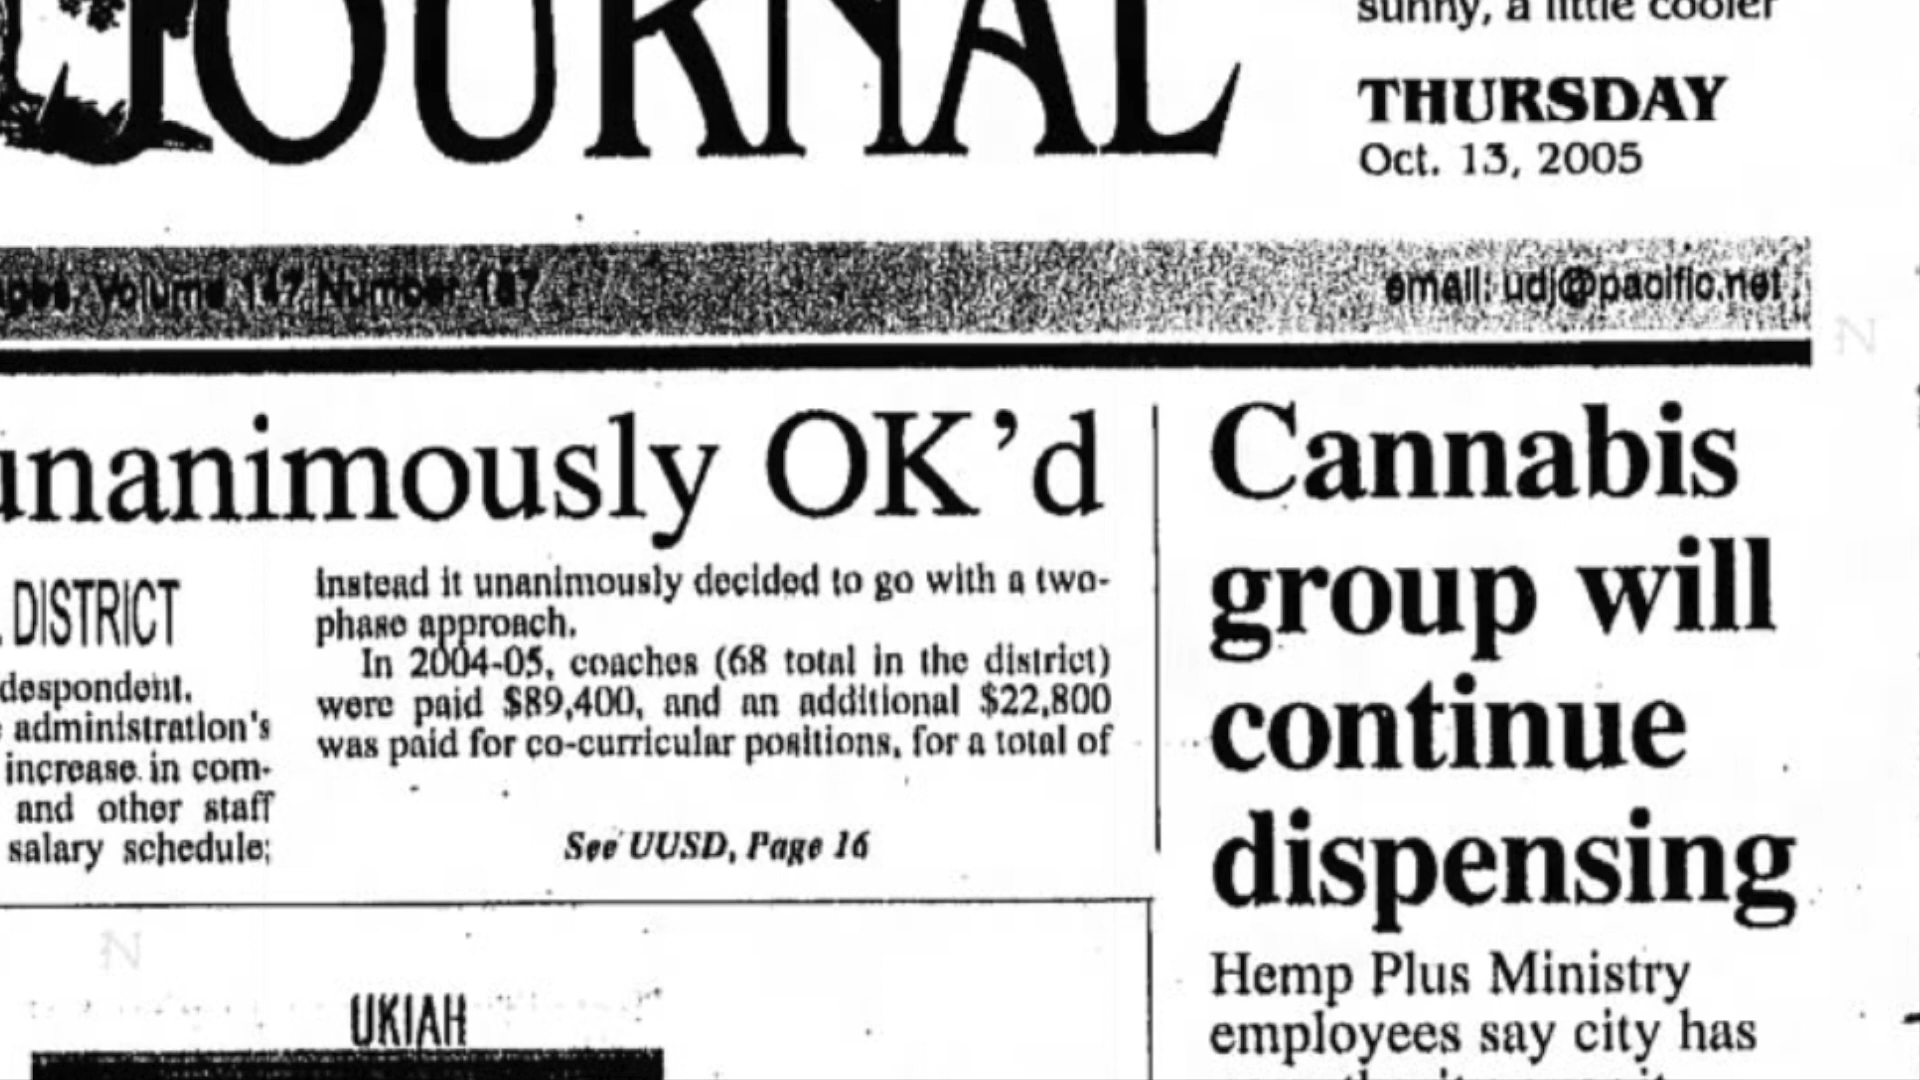 JOURNAL
sunny, a little cooler
THURSDAY
Oct. 13, 2005
Volume 147 Number 187
email: udj@pacific.net
unanimously OK'd
DISTRICT
despondent.
administration's
increase in com-
and other staff
salary schedule;
instead it unanimously decided to go with a two-
phase approach.
In 2004-05, coaches (68 total in the district)
were paid $89,400, and an additional $22,800
was paid for co-curricular positions, for a total of
See UUSD, Page 16
UKIAH
Cannabis
group will
continue
dispensing
Hemp Plus Ministry
employees say city has